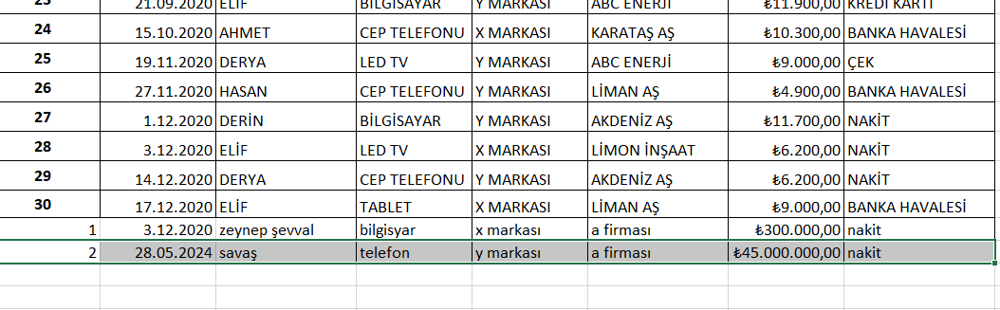 23 21.09.2020 ELİF BİLGİSAYAR Y MARKASI ABC ENERJİ ₺11.900,00 KREDİ KARTI
24 15.10.2020 AHMET CEP TELEFONU X MARKASI KARATAŞ AŞ ₺10.300,00 BANKA HAVALESİ
25 19.11.2020 DERYA LED TV Y MARKASI ABC ENERJİ ₺9.000,00 ÇEK
26 27.11.2020 HASAN CEP TELEFONU Y MARKASI LİMAN AŞ ₺4.900,00 BANKA HAVALESİ
27 1.12.2020 DERİN BİLGİSAYAR Y MARKASI AKDENİZ AŞ ₺11.700,00 NAKİT
28 3.12.2020 ELİF LED TV X MARKASI LİMON İNŞAAT ₺6.200,00 NAKİT
29 14.12.2020 DERYA CEP TELEFONU Y MARKASI AKDENİZ AŞ ₺6.200,00 NAKİT
30 17.12.2020 ELİF TABLET X MARKASI LİMAN AŞ ₺9.000,00 BANKA HAVALESİ
1 3.12.2020 zeynep şevval bilgisyar x markası a firması ₺300.000,00 nakit
2 28.05.2024 savaş telefon y markası a firması ₺45.000.000,00 nakit